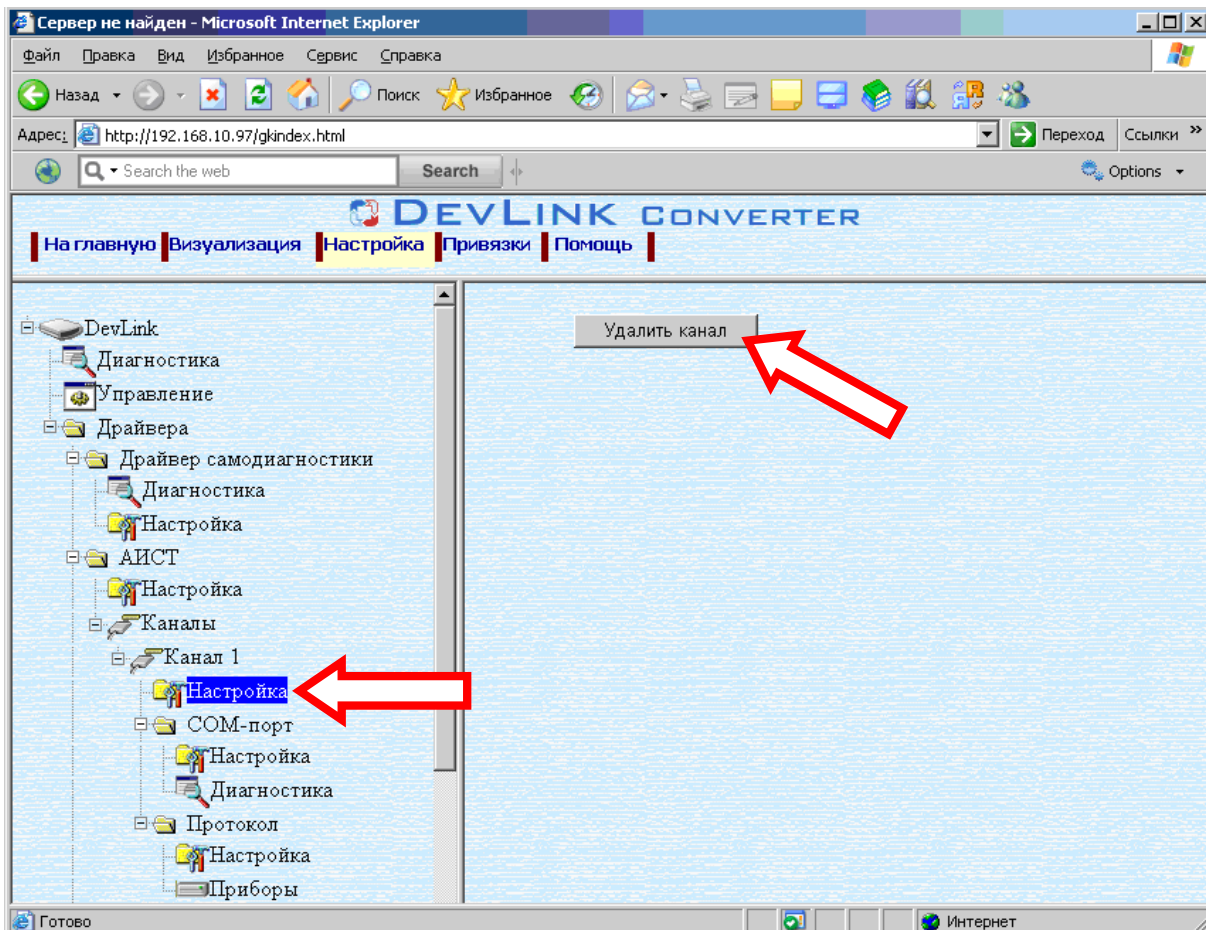 Сервер не найден - Microsoft Internet Explorer
Файл Правка Вид Избранное Сервис Справка
Назад Поиск Избранное
Адрес: http://192.168.10.97/gkindex.html Переход Ссылки »
Search the web Search Options
DEVLINK CONVERTER
На главную Визуализация Настройка Привязки Помощь
DevLink
Удалить канал
Диагностика
Управление
Драйвера
Драйвер самодиагностики
Диагностика
Настройка
АИСТ
Настройка
Каналы
Канал 1
Настройка
COM-порт
Настройка
Диагностика
Протокол
Настройка
Приборы
Готово Интернет